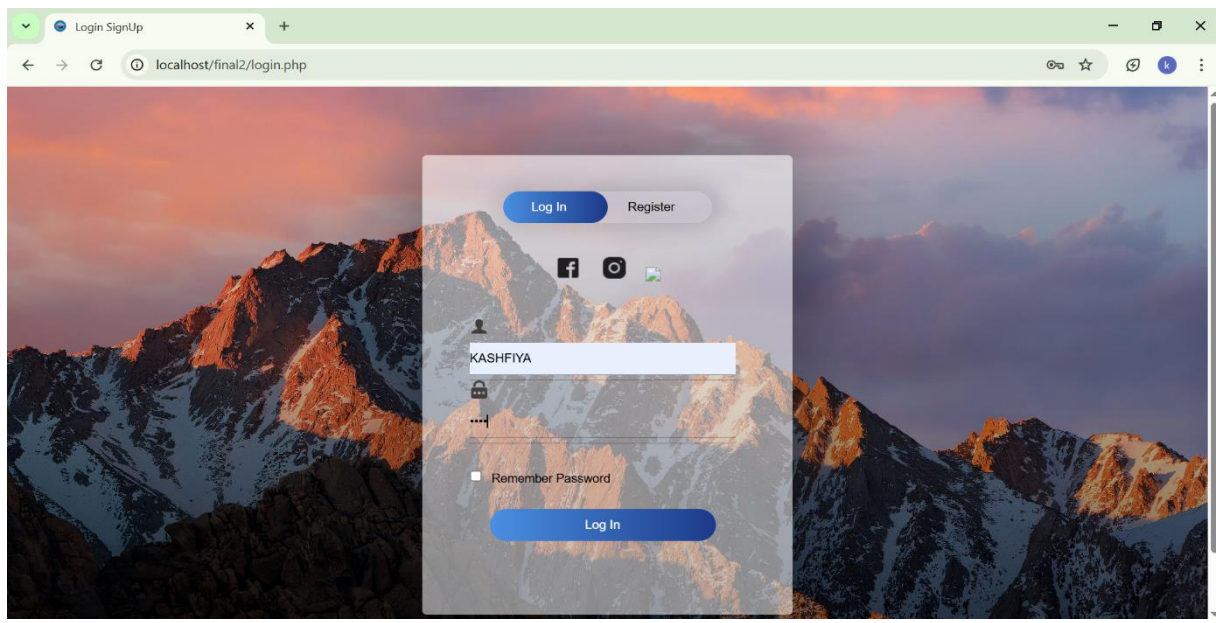 Login SignUp
localhost/final2/login.php
k
Log In Register
KASHFIYA
Remember Password
Log In